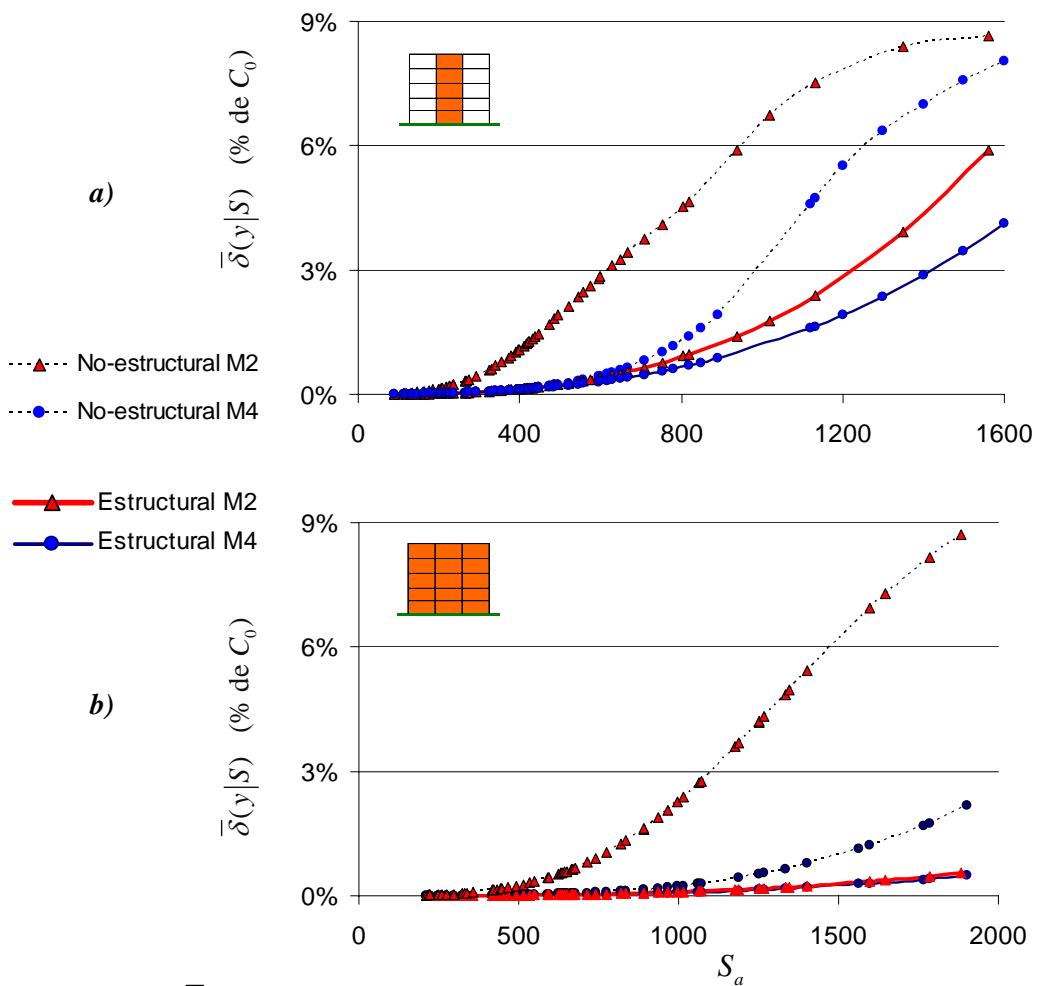 a)
δ̅(y|S) (% de C₀)
9%
6%
3%
0%
0 400 800 1200 1600
No-estructural M2
No-estructural M4
Estructural M2
Estructural M4
b)
δ̅(y|S) (% de C₀)
9%
6%
3%
0%
0 500 1000 1500 2000
Sₐ